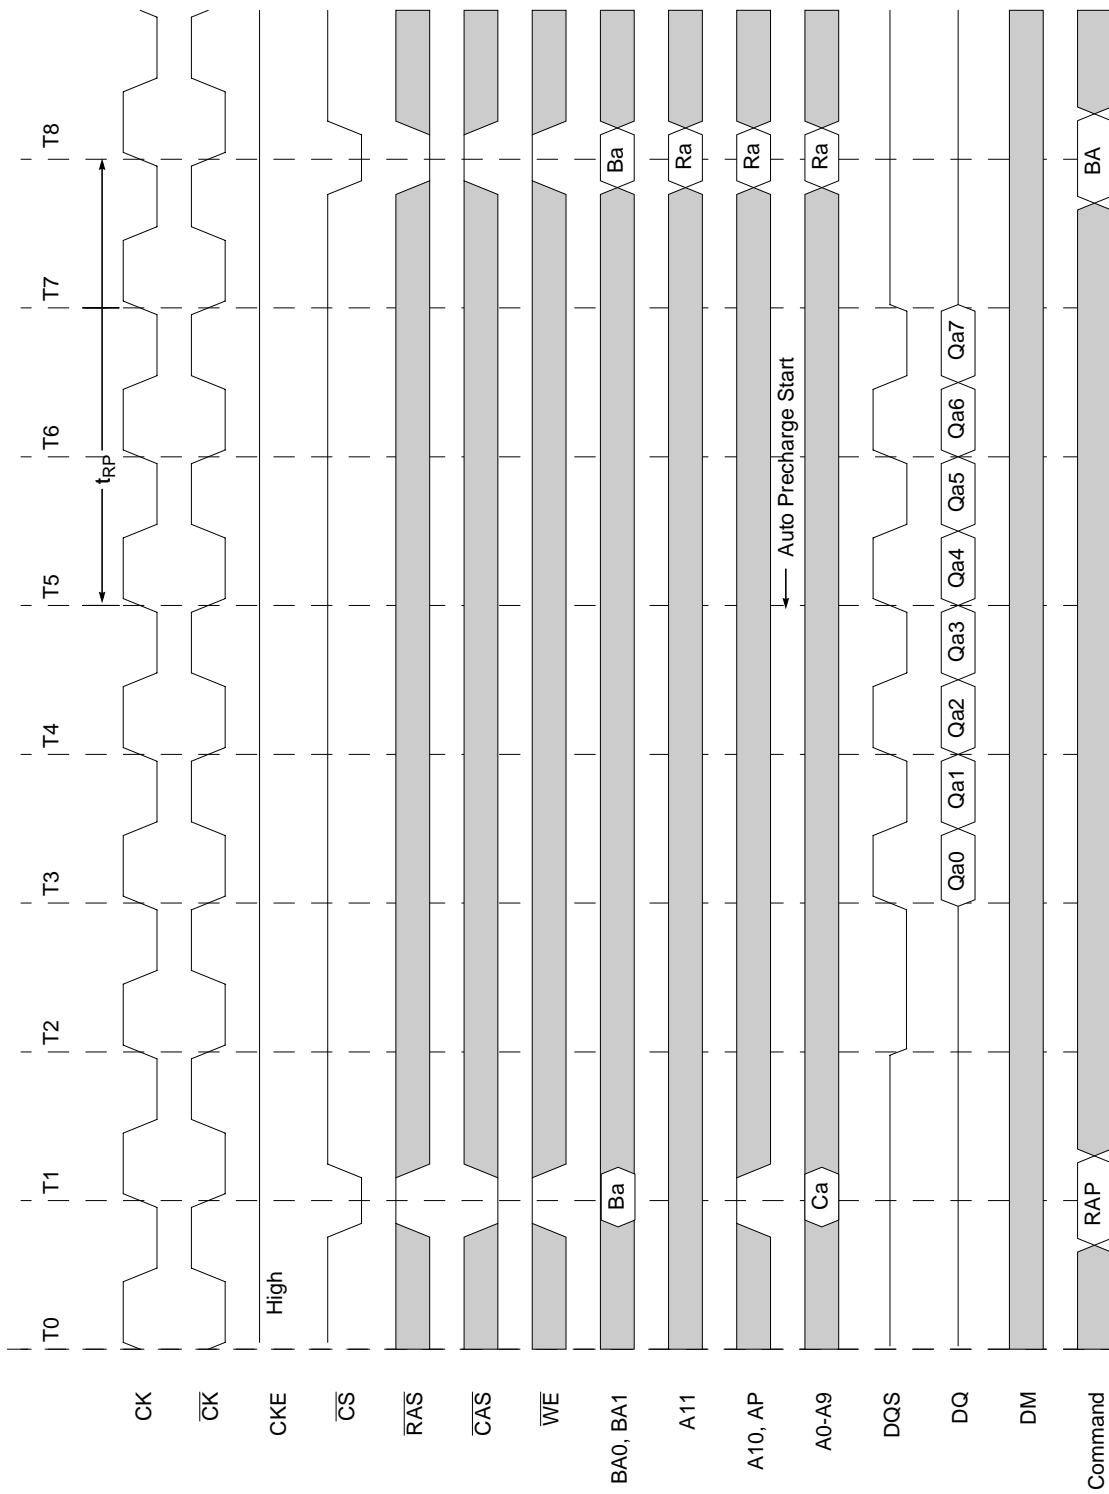 T0 T1 T2 T3 T4 T5 T6 T7 T8
tRP
CK
CK
CKE High
CS
RAS
CAS
WE
BA0, BA1 Ba Ba
A11 Ra
A10, AP Ra
Auto Precharge Start
A0-A9 Ca Ra
DQS
DQ Qa0 Qa1 Qa2 Qa3 Qa4 Qa5 Qa6 Qa7
DM
Command RAP BA